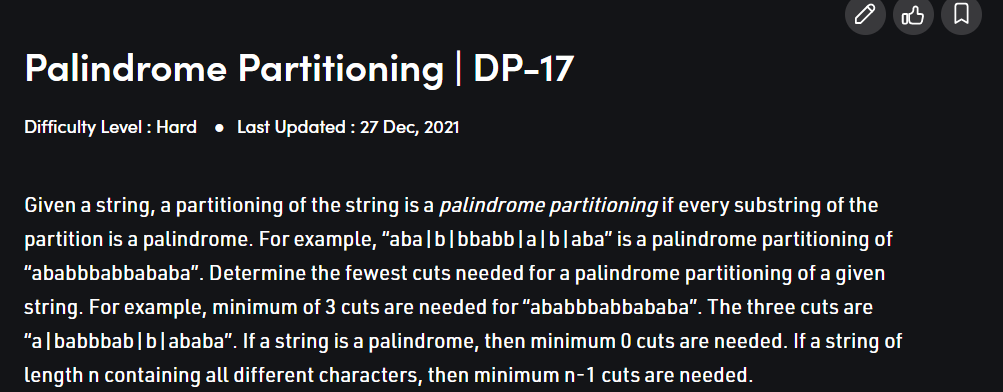 Palindrome Partitioning | DP-17
Difficulty Level : Hard ● Last Updated : 27 Dec, 2021
Given a string, a partitioning of the string is a palindrome partitioning if every substring of the
partition is a palindrome. For example, “aba|b|bbabb|a|b|aba” is a palindrome partitioning of
“ababbbabbababa”. Determine the fewest cuts needed for a palindrome partitioning of a given
string. For example, minimum of 3 cuts are needed for “ababbbabbababa”. The three cuts are
“a|babbbab|b|ababa”. If a string is a palindrome, then minimum 0 cuts are needed. If a string of
length n containing all different characters, then minimum n-1 cuts are needed.